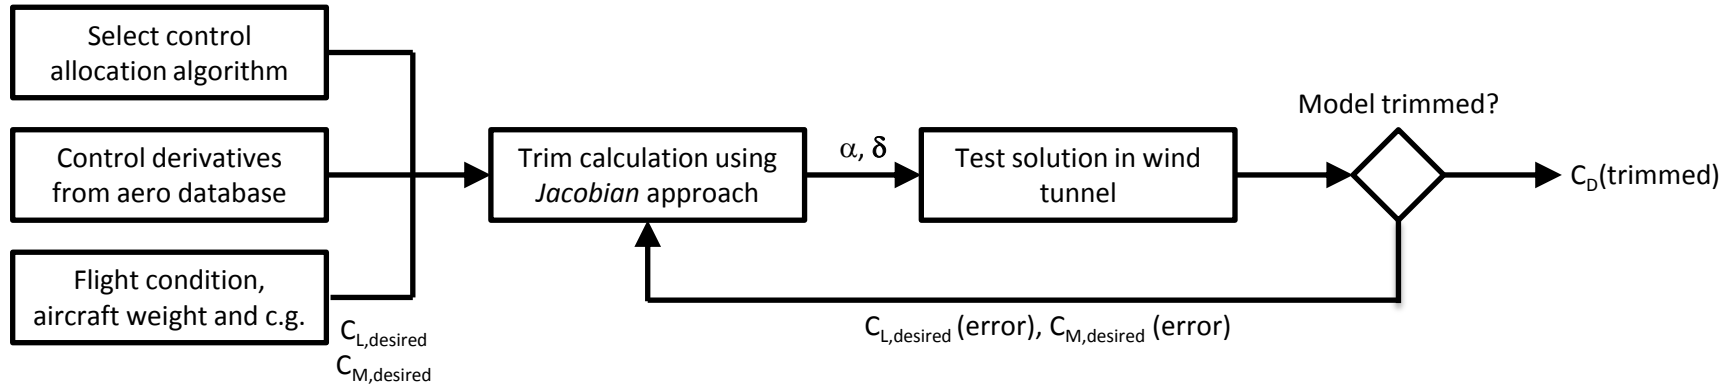 Select control
allocation algorithm
Control derivatives
from aero database
Flight condition,
aircraft weight and c.g.
C_L,desired
C_M,desired
Trim calculation using
Jacobian approach
α, δ
Test solution in wind
tunnel
Model trimmed?
C_D(trimmed)
C_L,desired (error), C_M,desired (error)